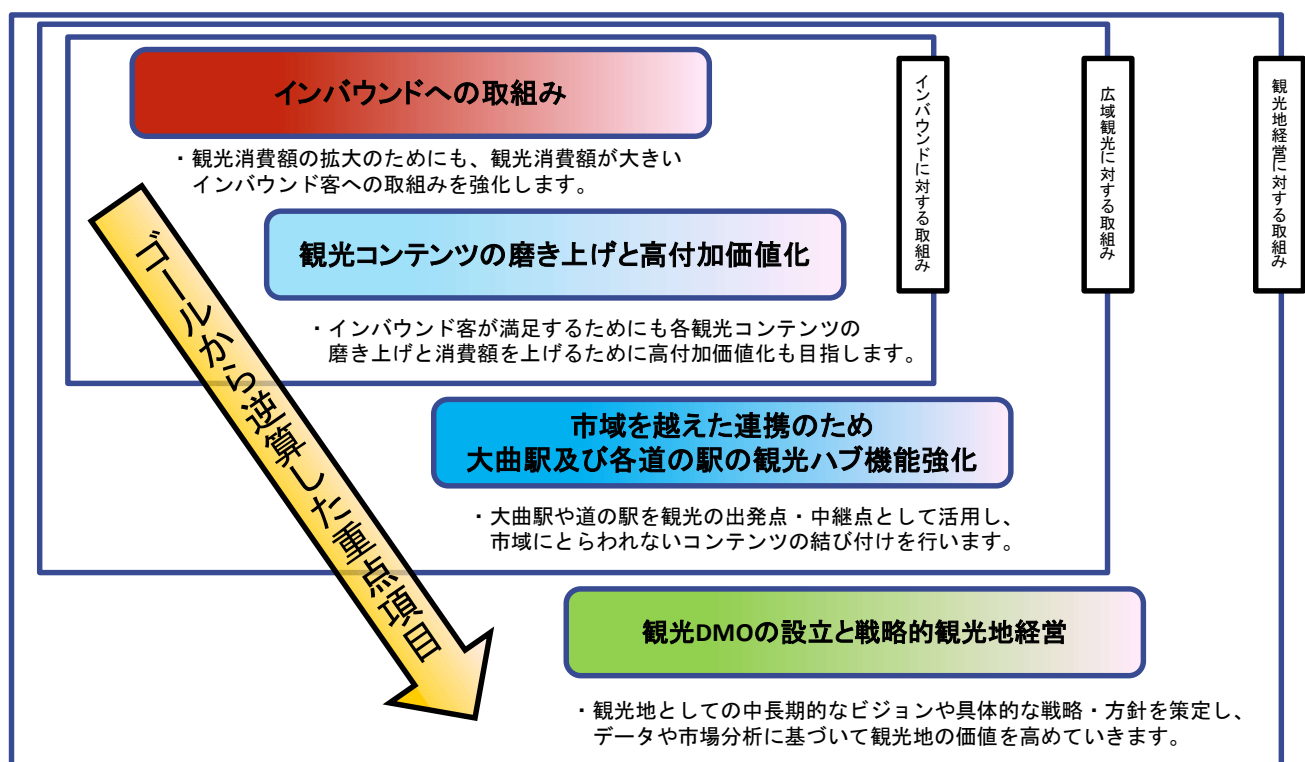 インバウンドへの取組み
・観光消費額の拡大のためにも、観光消費額が大きい
インバウンド客への取組みを強化します。
観光コンテンツの磨き上げと高付加価値化
・インバウンド客が満足するためにも各観光コンテンツの
磨き上げと消費額を上げるために高付加価値化も目指します。
市域を越えた連携のため
大曲駅及び各道の駅の観光ハブ機能強化
・大曲駅や道の駅を観光の出発点・中継点として活用し、
市域にとらわれないコンテンツの結び付けを行います。
観光DMOの設立と戦略的観光地経営
・観光地としての中長期的なビジョンや具体的な戦略・方針を策定し、
データや市場分析に基づいて観光地の価値を高めていきます。
ゴールから逆算した重点項目
インバウンドに対する取組み
広域観光に対する取組み
観光地経営に対する取組み